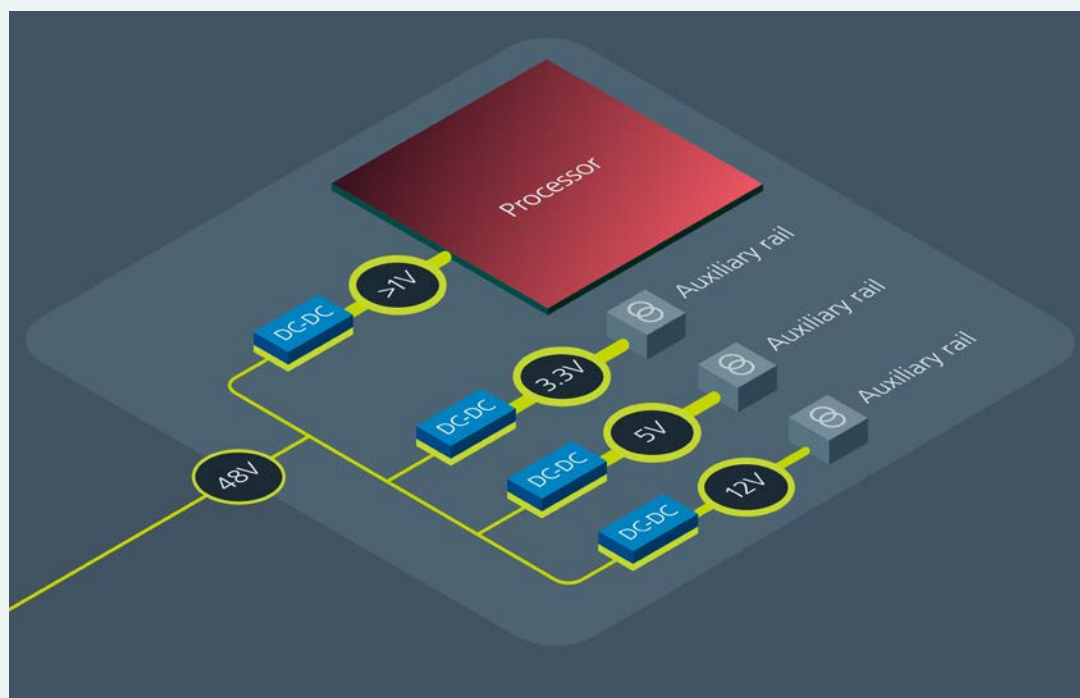 Processor
>1V
DC-DC
Auxiliary rail
3.3V
DC-DC
Auxiliary rail
5V
DC-DC
Auxiliary rail
12V
DC-DC
48V